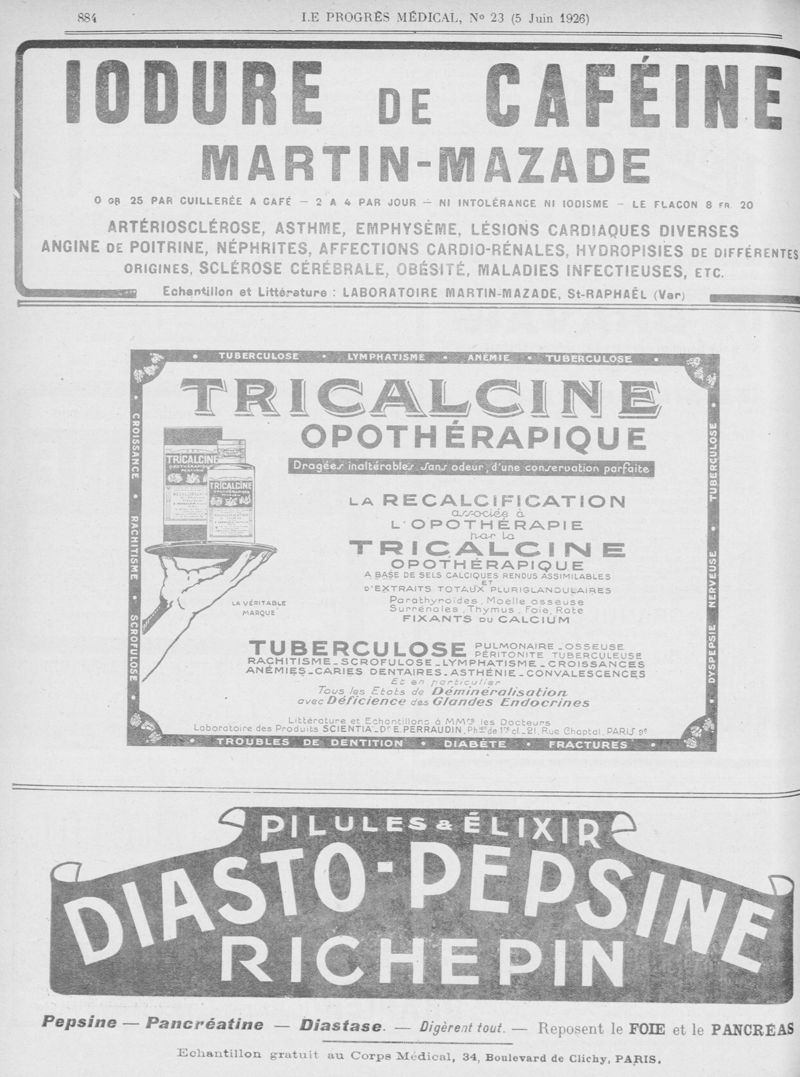 884
LE PROGRÈS MÉDICAL, No 23 (5 Juin 1926)
IODURE DE CAFÉINE
MARTIN-MAZADE
0 GR 25 PAR CUILLERÉE A CAFÉ — 2 A 4 PAR JOUR — NI INTOLÉRANCE NI IODISME — LE FLACON 8 FR. 20
ARTÉRIOSCLÉROSE, ASTHME, EMPHYSÈME, LÉSIONS CARDIAQUES DIVERSES
ANGINE DE POITRINE, NÉPHRITES, AFFECTIONS CARDIO-RÉNALES, HYDROPISIES DE DIFFÉRENTES
ORIGINES, SCLÉROSE CÉRÉBRALE, OBÉSITÉ, MALADIES INFECTIEUSES, ETC.
Echantillon et Littérature : LABORATOIRE MARTIN-MAZADE, St-RAPHAËL (Var)
• TUBERCULOSE • LYMPHATISME • ANÉMIE • TUBERCULOSE •
• CROISSANCE • RACHITISME • SCROFULOSE
• TUBERCULOSE • DYSPEPSIE NERVEUSE •
TRICALCINE
OPOTHÉRAPIQUE
Dragées inaltérables, sans odeur, d'une conservation parfaite
TRICALCINE
OPOTHÉRAPIQUE
TRICALCINE
LA RECALCIFICATION
associée à
L'OPOTHÉRAPIE
par la
TRICALCINE
OPOTHÉRAPIQUE
A BASE DE SELS CALCIQUES RENDUS ASSIMILABLES
ET
D'EXTRAITS TOTAUX PLURIGLANDULAIRES
Parathyroïdes, Moelle osseuse
Surrénales, Thymus, Foie, Rate
FIXANTS DU CALCIUM
LA VÉRITABLE
MARQUE
TUBERCULOSE PULMONAIRE - OSSEUSE
PÉRITONITE TUBERCULEUSE
RACHITISME - SCROFULOSE - LYMPHATISME - CROISSANCES
ANÉMIES - CARIES DENTAIRES - ASTHÉNIE - CONVALESCENCES
Et en particulier
Tous les Etats de Déminéralisation
avec Déficience des Glandes Endocrines
Littérature et Echantillons à MMrs les Docteurs
Laboratoire des Produits SCIENTIA - Dr E. PERRAUDIN, Phcien de 1re cl. - 21, Rue Chaptal, PARIS 9e
• TROUBLES DE DENTITION • DIABÈTE • FRACTURES •
PILULES & ÉLIXIR
DIASTO-PEPSINE
RICHEPIN
Pepsine — Pancréatine — Diastase. — Digèrent tout. — Reposent le FOIE et le PANCRÉAS
Echantillon gratuit au Corps Médical, 34, Boulevard de Clichy, PARIS.